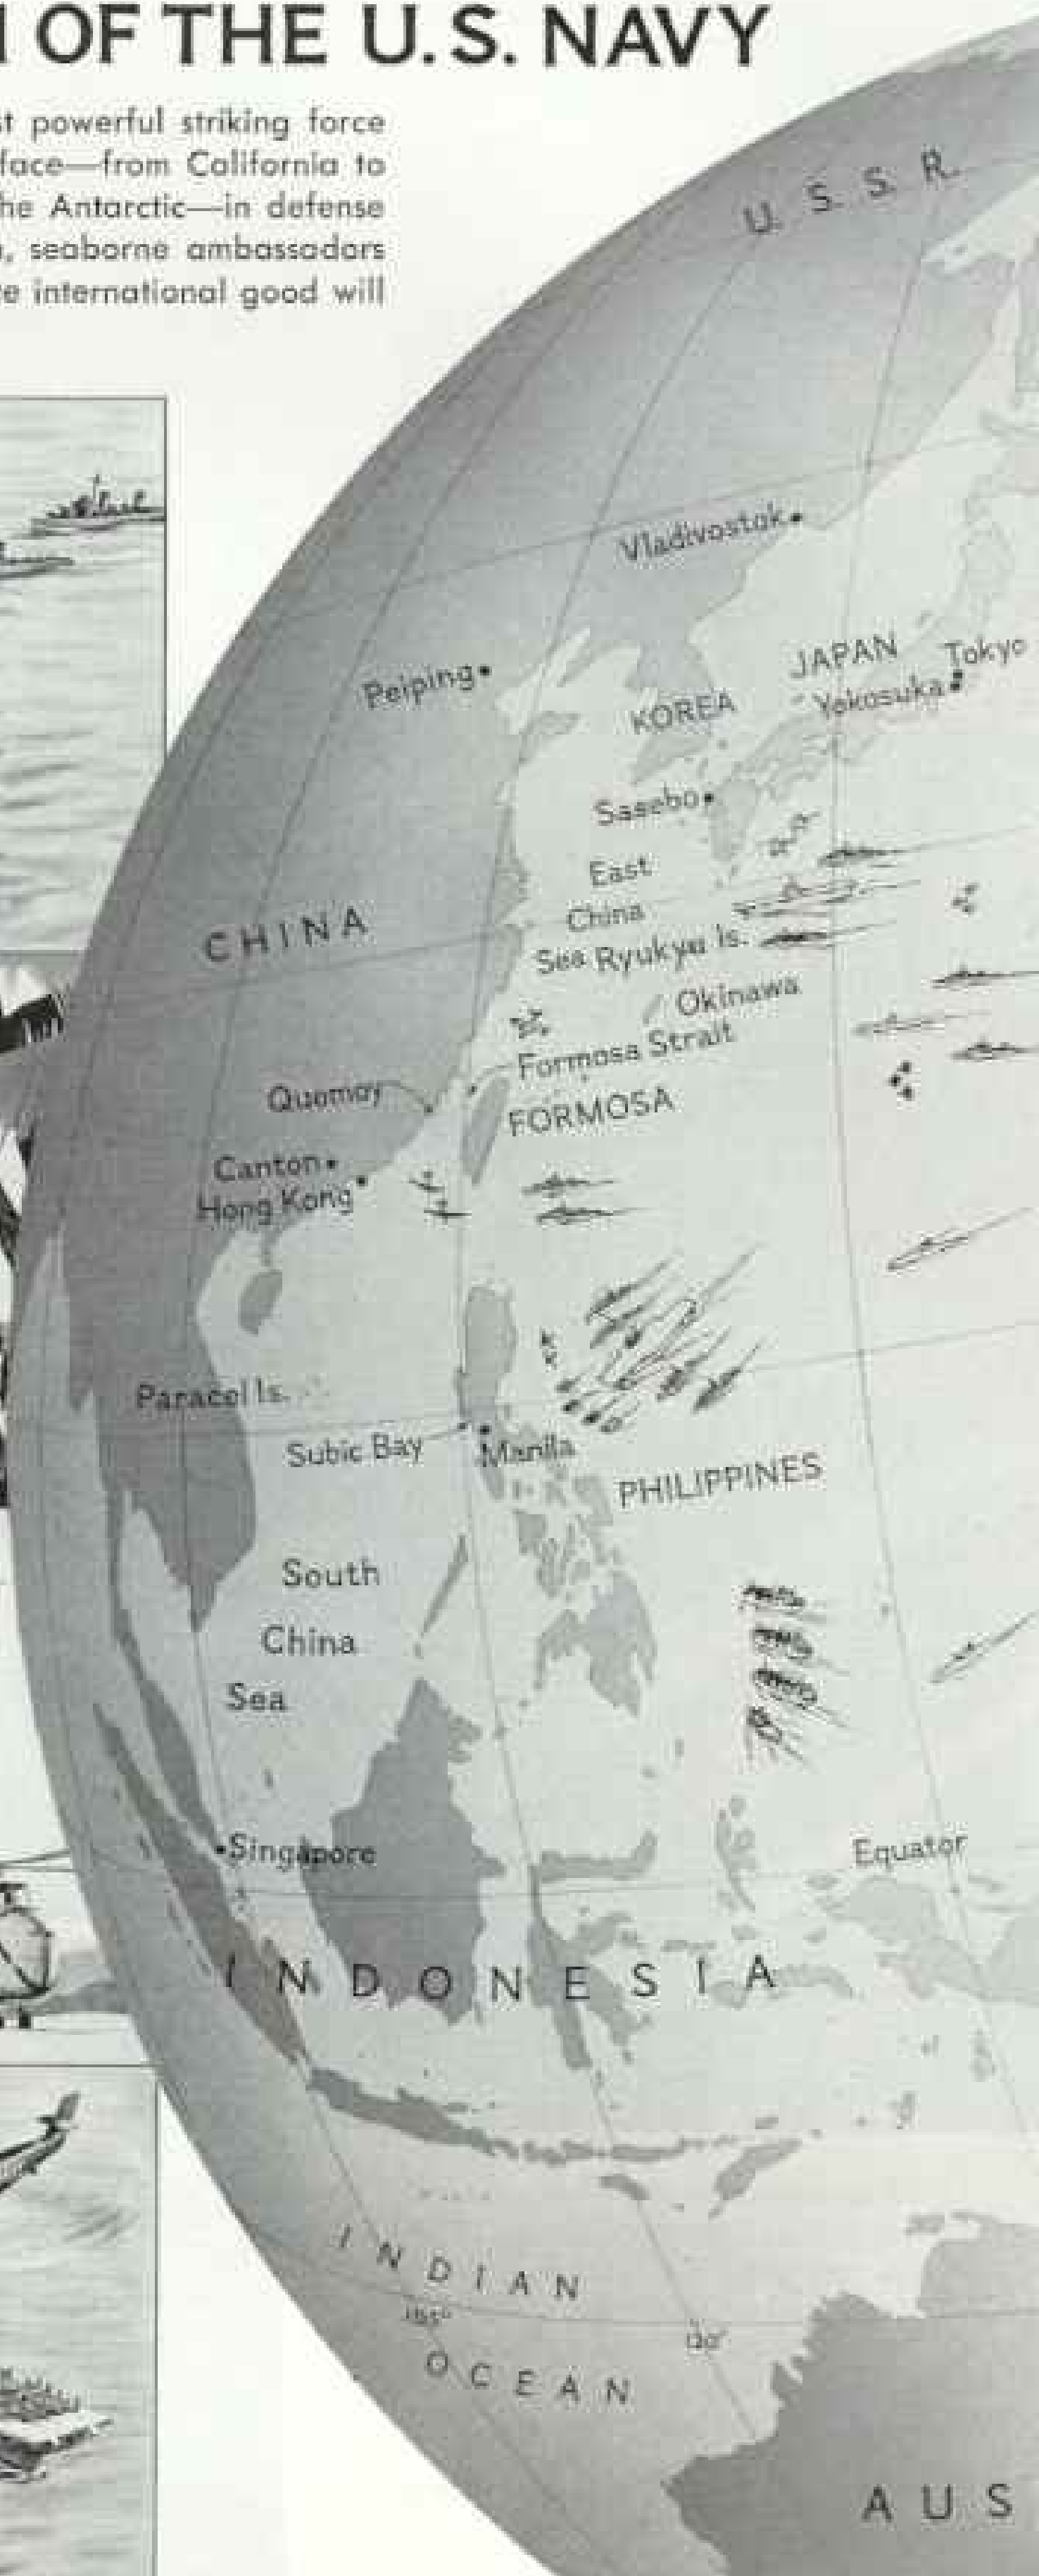 OF THE U.S. NAVY
powerful striking force
face—from California to
he Antarctic—in defense
seaborne ambassadors
international good will
U. S. S. R.
Vladivostok
JAPAN
Tokyo
Peiping
KOREA
Yokosuka
Sasebo
East
China
Sea
CHINA
Ryukyu Is.
Okinawa
Formosa Strait
Quemoy
FORMOSA
Canton
Hong Kong
Paracel Is.
Subic Bay
Manila
PHILIPPINES
South
China
Sea
Singapore
Equator
INDONESIA
INDIAN
OCEAN
120°
AUS